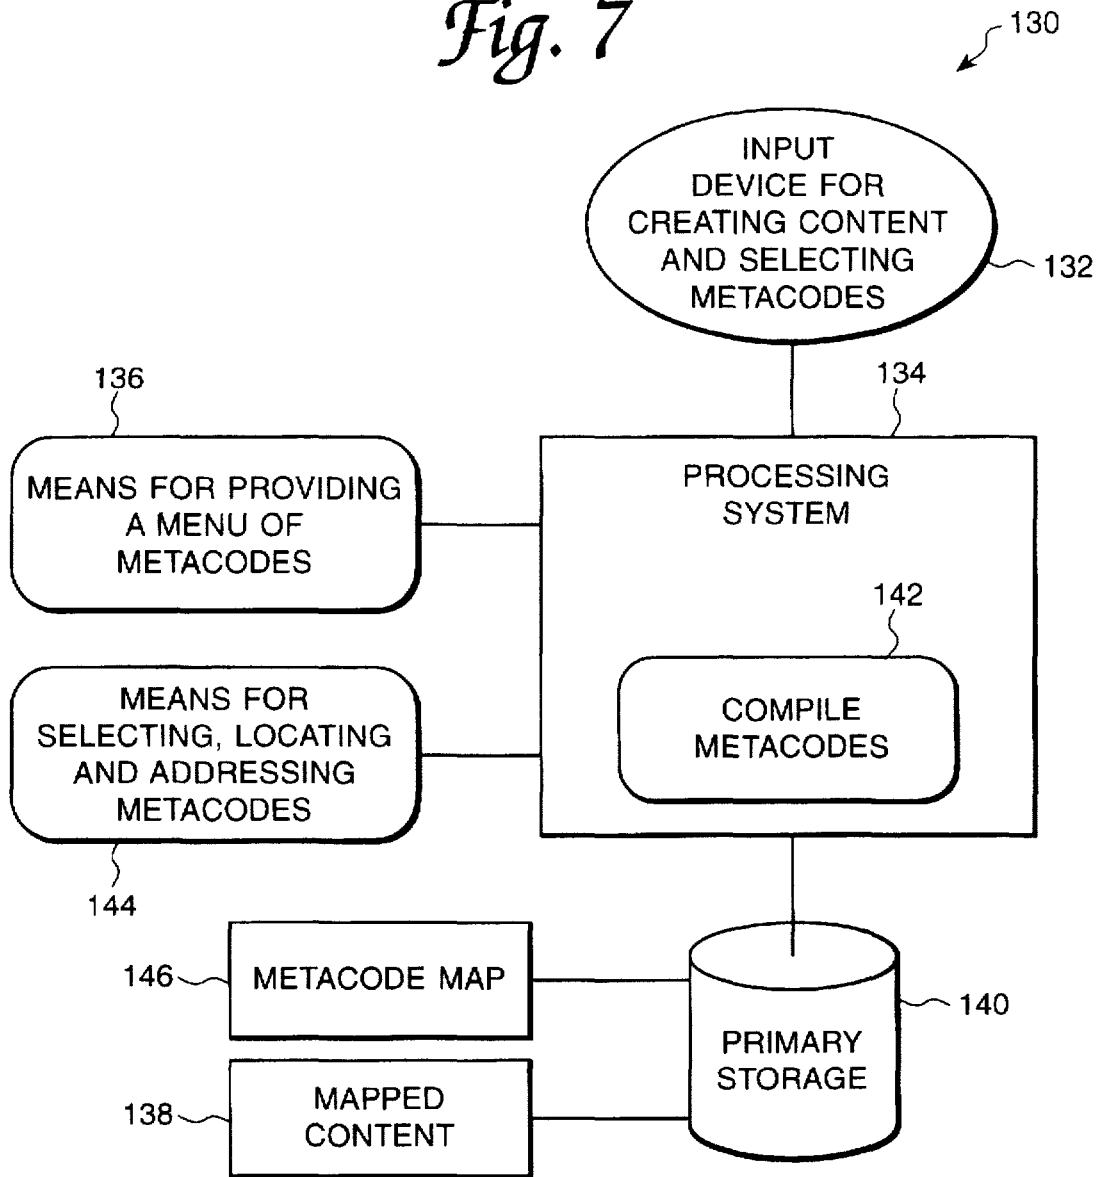 Fig. 7
130
INPUT
DEVICE FOR
CREATING CONTENT
AND SELECTING
METACODES
132
136
134
MEANS FOR PROVIDING
A MENU OF
METACODES
PROCESSING
SYSTEM
142
COMPILE
METACODES
MEANS FOR
SELECTING, LOCATING
AND ADDRESSING
METACODES
144
146
METACODE MAP
140
PRIMARY
STORAGE
138
MAPPED
CONTENT